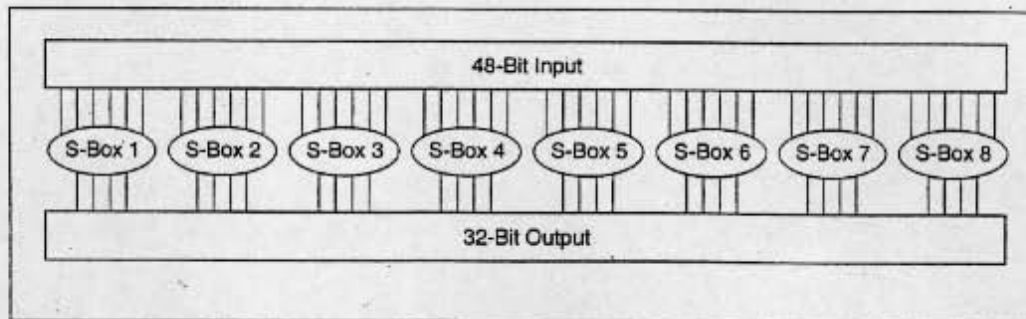 48-Bit Input
S-Box 1 S-Box 2 S-Box 3 S-Box 4 S-Box 5 S-Box 6 S-Box 7 S-Box 8
32-Bit Output